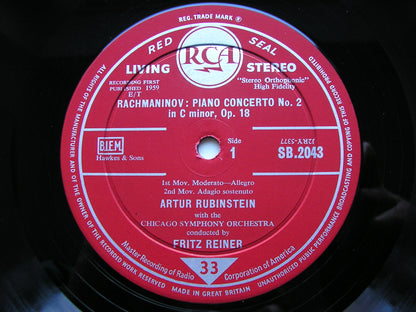 REG. TRADE MARK ®
RED SEAL
RCA
LIVING STEREO
RECORDING FIRST
PUBLISHED 1959
E/T
"Stereo Orthophonic"
High Fidelity
RACHMANINOV : PIANO CONCERTO No. 2
in C minor, Op. 18
B.I.E.M.
Hawkes & Sons
Side
1
JJRY-5377
SB.2043
1st Mov. Moderato—Allegro
2nd Mov. Adagio sostenuto
ARTUR RUBINSTEIN
with the
CHICAGO SYMPHONY ORCHESTRA
conducted by
FRITZ REINER
Master Recording of Radio Corporation of America
33
MADE IN GREAT BRITAIN
ALL RIGHTS OF THE MANUFACTURER AND OF THE OWNER OF THE RECORDED WORK RESERVED
UNAUTHORISED PUBLIC PERFORMANCE BROADCASTING AND COPYING OF THIS RECORD PROHIBITED